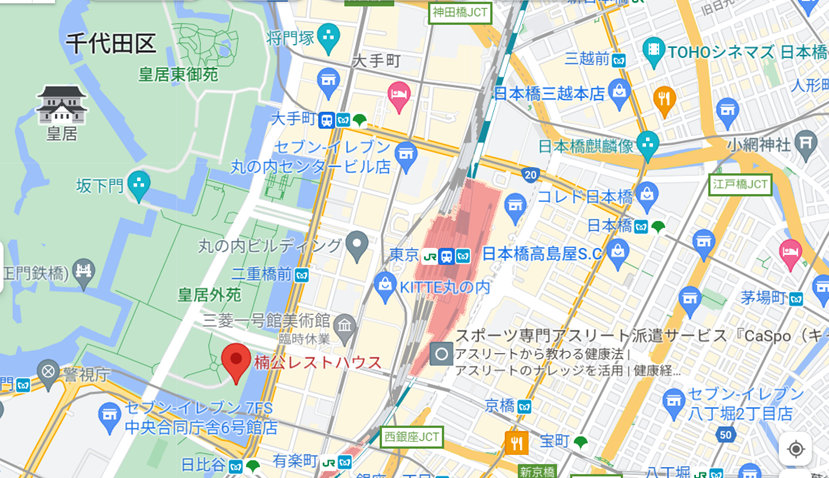 神田橋JCT
千代田区
将門塚
大手町
三越前
TOHOシネマズ 日本橋
皇居東御苑
日本橋三越本店
人形町
皇居
大手町
セブン-イレブン
丸の内センタービル店
日本橋麒麟像
小網神社
坂下門
20
江戸橋JCT
コレド日本橋
日本橋
丸の内ビルディング
東京
JR
日本橋高島屋S.C
正門鉄橋)
二重橋前
KITTE丸の内
茅場町
皇居外苑
三菱一号館美術館
臨時休業
スポーツ専門アスリート派遣サービス『CaSpo（キ
アスリートから教わる健康法 |
アスリートのナレッジを活用 | 健康経...
楠公レストハウス
警視庁
門
セブン-イレブン 7FS
中央合同庁舎6号館店
京橋
セブン-イレブン
八丁堀2丁目店
西銀座JCT
宝町
50
日比谷
有楽町
JR
新京橋
八丁堀
JR